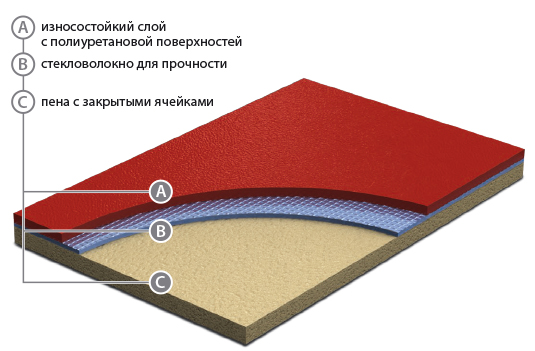 A износостойкий слой
с полиуретановой поверхностей
B стекловолокно для прочности
C пена с закрытыми ячейками
A
B
C